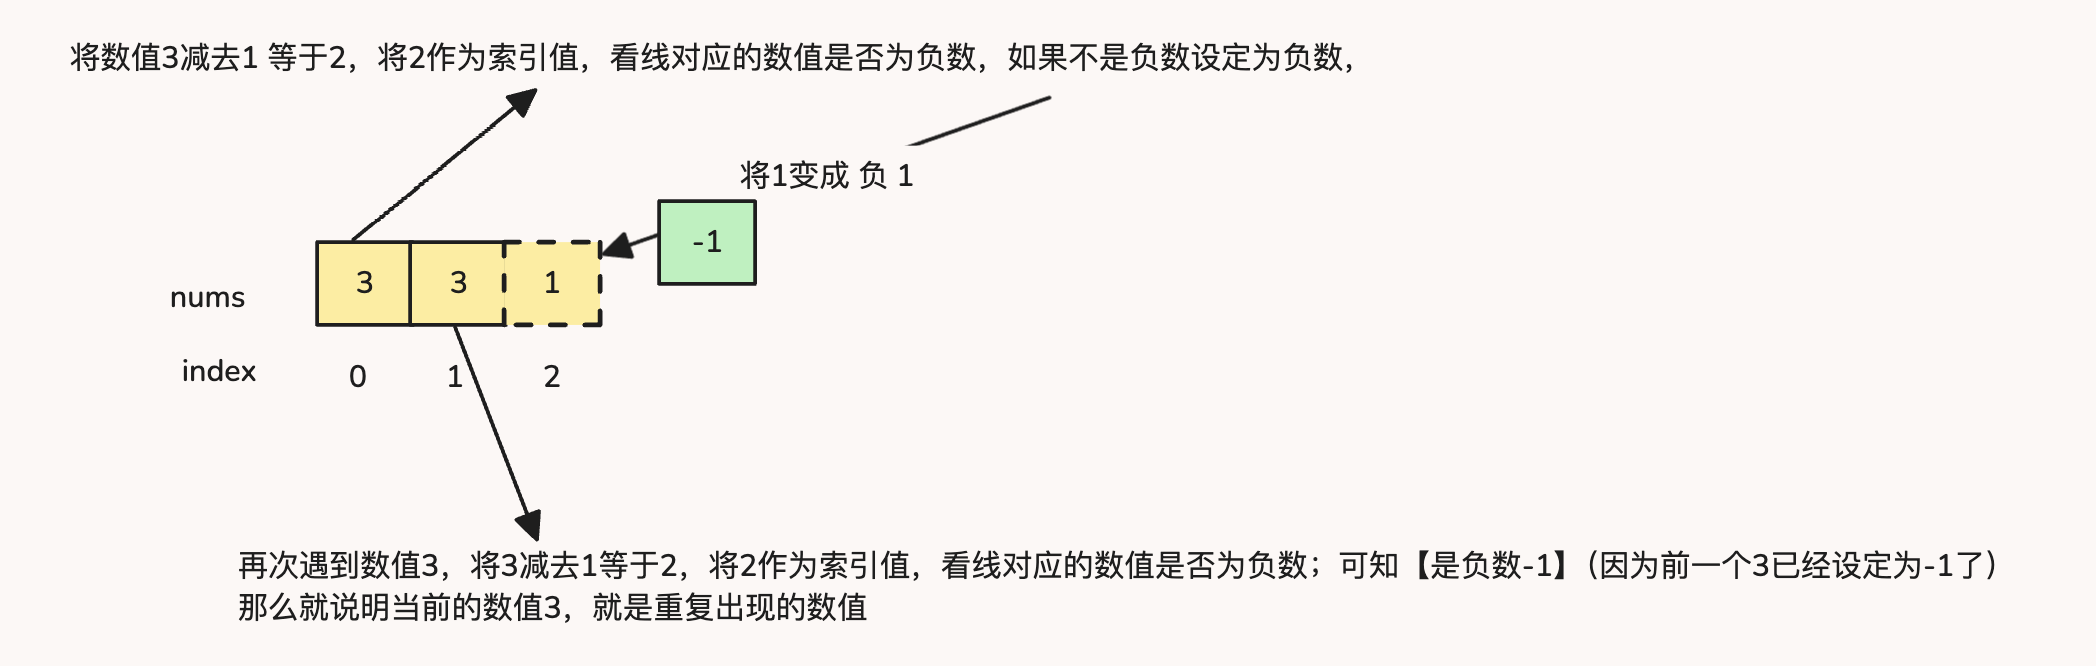 将数值3减去1 等于2，将2作为索引值，看线对应的数值是否为负数，如果不是负数设定为负数，
将1变成 负 1
-1
3 3 1
nums
index 0 1 2
再次遇到数值3，将3减去1等于2，将2作为索引值，看线对应的数值是否为负数；可知【是负数-1】（因为前一个3已经设定为-1了）
那么就说明当前的数值3，就是重复出现的数值